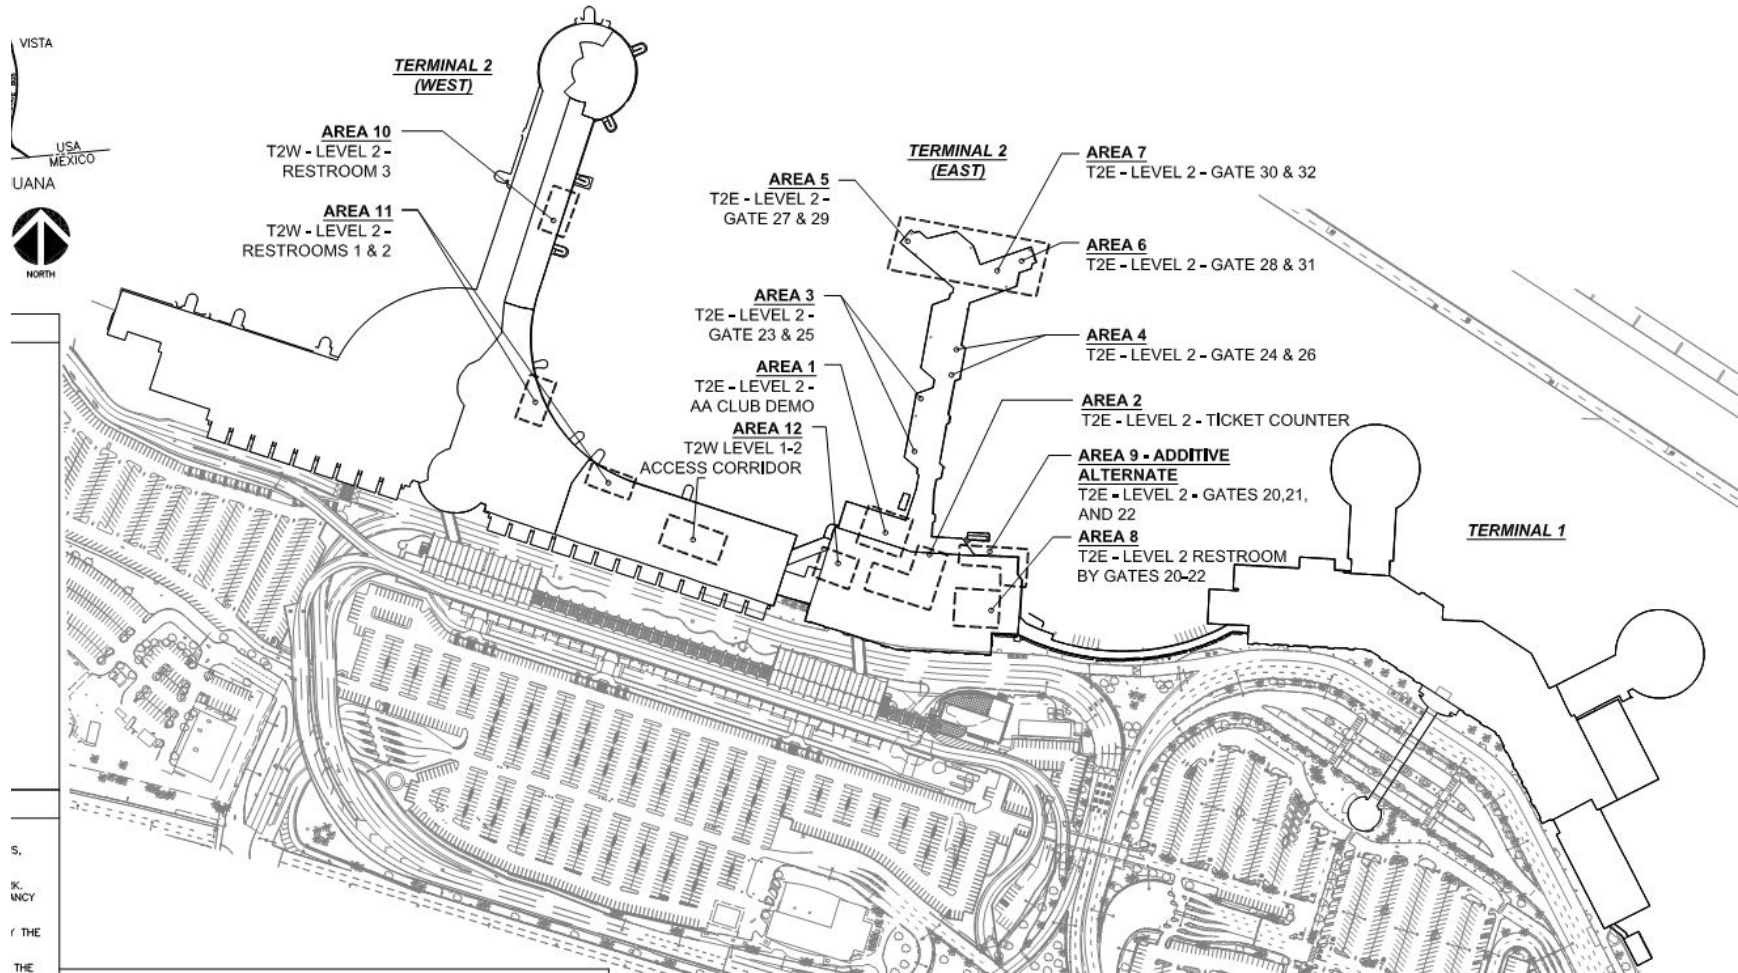 VISTA
USA
MEXICO
UANA
NORTH
TERMINAL 2
(WEST)
AREA 10
T2W - LEVEL 2 -
RESTROOM 3
AREA 11
T2W - LEVEL 2 -
RESTROOMS 1 & 2
TERMINAL 2
(EAST)
AREA 5
T2E - LEVEL 2 -
GATE 27 & 29
AREA 3
T2E - LEVEL 2 -
GATE 23 & 25
AREA 1
T2E - LEVEL 2 -
AA CLUB DEMO
AREA 12
T2W LEVEL 1-2
ACCESS CORRIDOR
AREA 7
T2E - LEVEL 2 - GATE 30 & 32
AREA 6
T2E - LEVEL 2 - GATE 28 & 31
AREA 4
T2E - LEVEL 2 - GATE 24 & 26
AREA 2
T2E - LEVEL 2 - TICKET COUNTER
AREA 9 - ADDITIVE
ALTERNATE
T2E - LEVEL 2 - GATES 20,21,
AND 22
AREA 8
T2E - LEVEL 2 RESTROOM
BY GATES 20-22
TERMINAL 1
S,
K.
ANCY
THE
THE